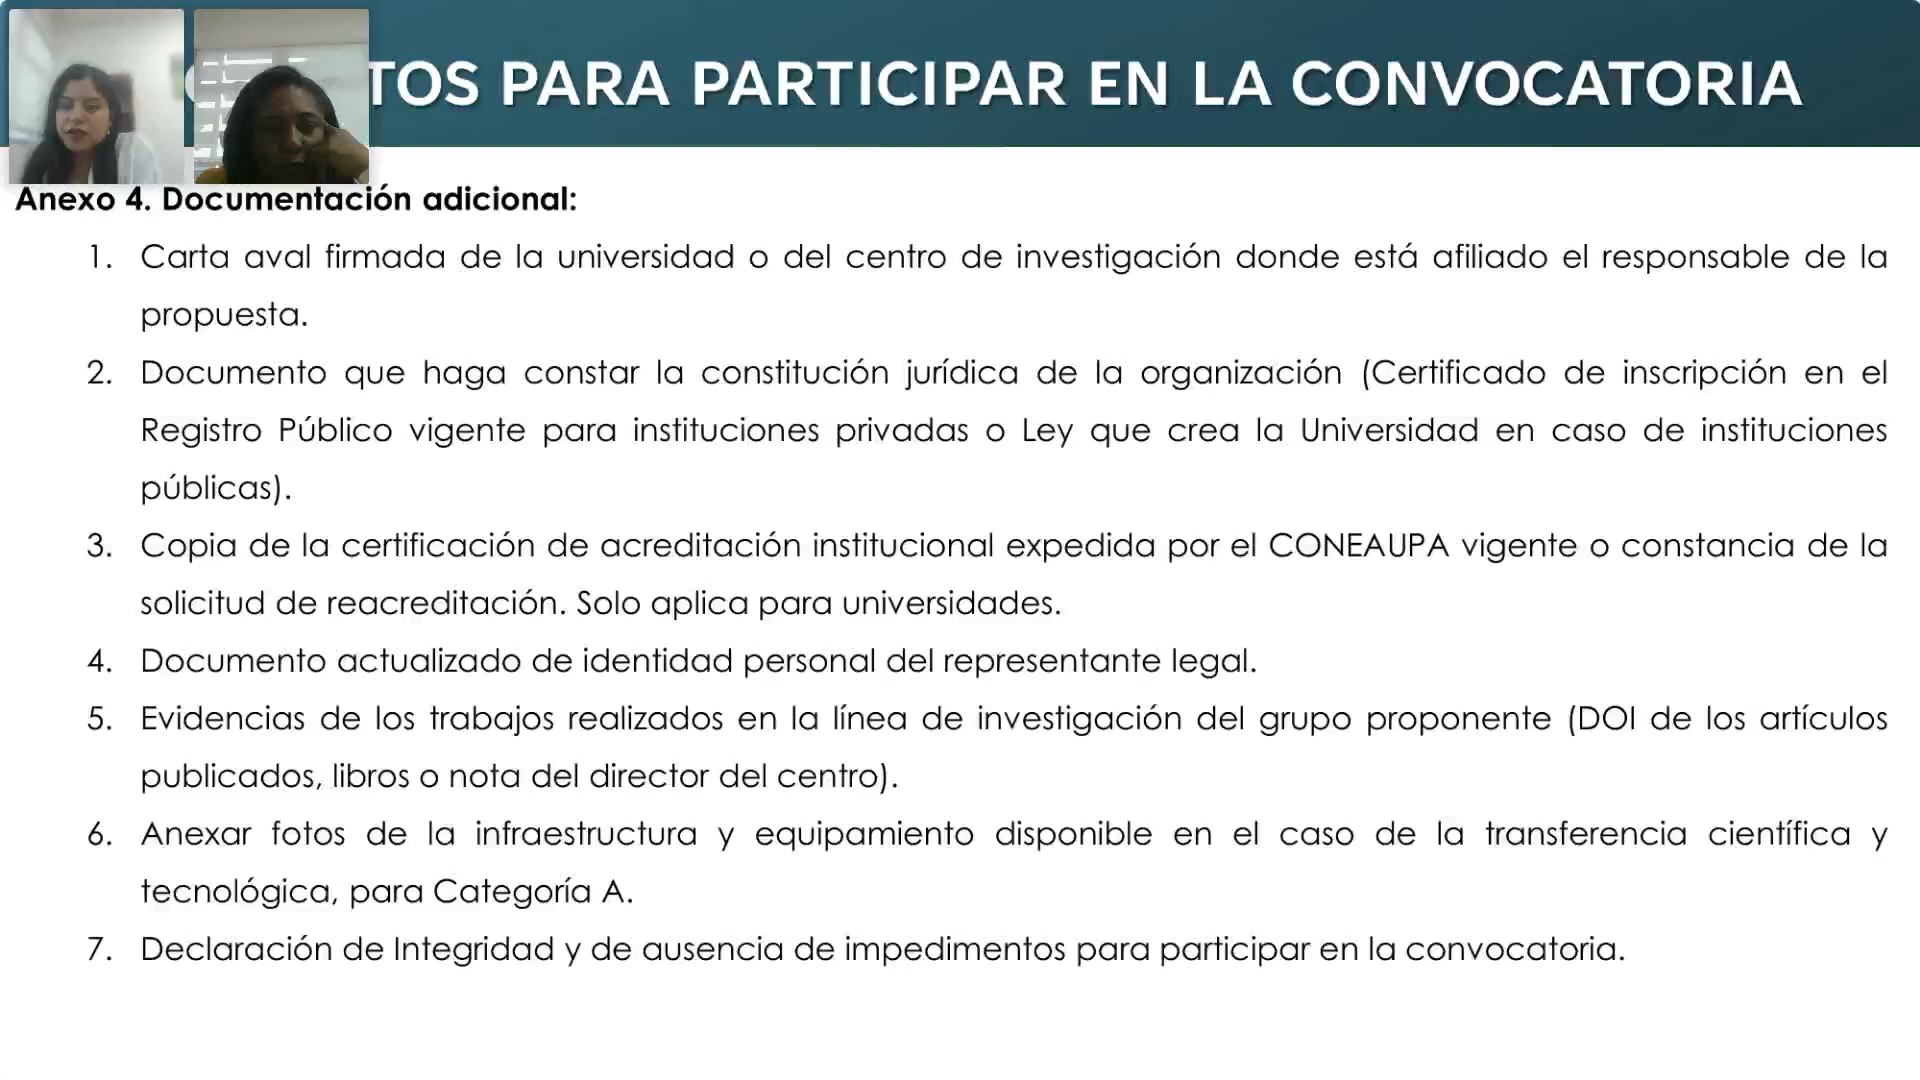 TOS PARA PARTICIPAR EN LA CONVOCATORIA
Anexo 4. Documentación adicional:
1. Carta aval firmada de la universidad o del centro de investigación donde está afiliado el responsable de la
propuesta.
2. Documento que haga constar la constitución jurídica de la organización (Certificado de inscripción en el
Registro Público vigente para instituciones privadas o Ley que crea la Universidad en caso de instituciones
públicas).
3. Copia de la certificación de acreditación institucional expedida por el CONEAUPA vigente o constancia de la
solicitud de reacreditación. Solo aplica para universidades.
4. Documento actualizado de identidad personal del representante legal.
5. Evidencias de los trabajos realizados en la línea de investigación del grupo proponente (DOI de los artículos
publicados, libros o nota del director del centro).
6. Anexar fotos de la infraestructura y equipamiento disponible en el caso de la transferencia científica y
tecnológica, para Categoría A.
7. Declaración de Integridad y de ausencia de impedimentos para participar en la convocatoria.